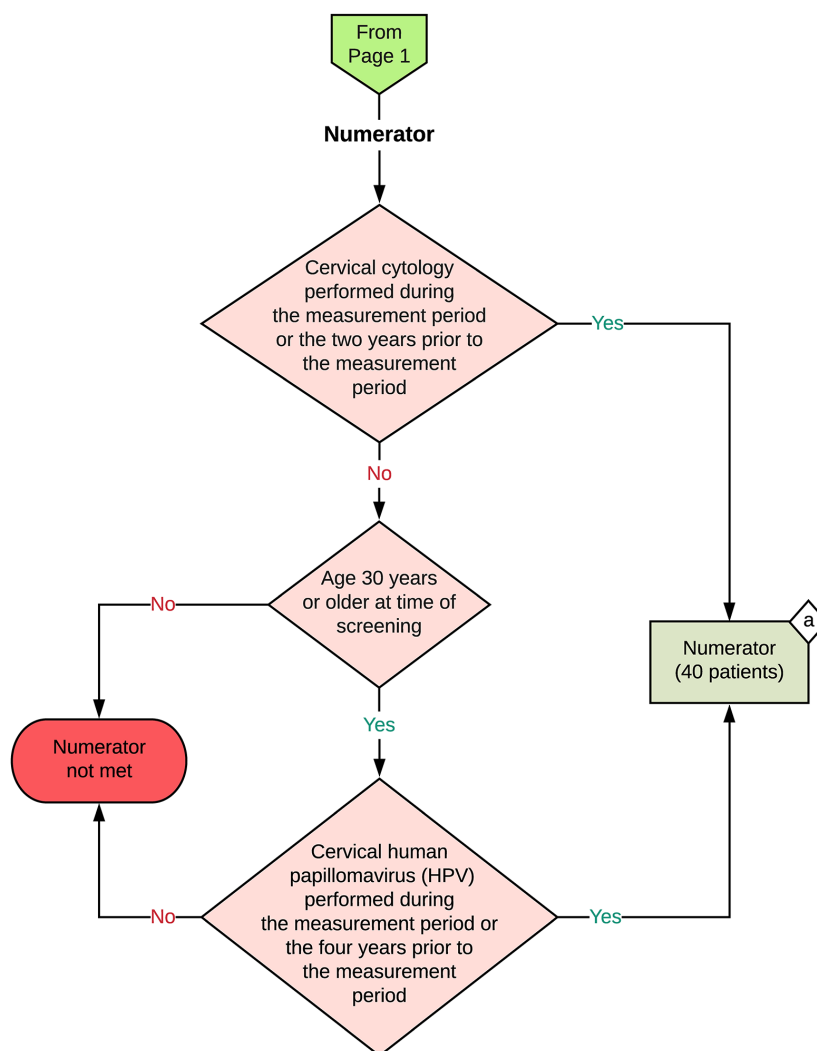 From
Page 1
Numerator
Cervical cytology
performed during
the measurement period
or the two years prior to
the measurement
period
Yes
No
Age 30 years
or older at time of
screening
No
a
Numerator
(40 patients)
Yes
Numerator
not met
Cervical human
papillomavirus (HPV)
performed during
the measurement period or
the four years prior to
the measurement
period
No
Yes